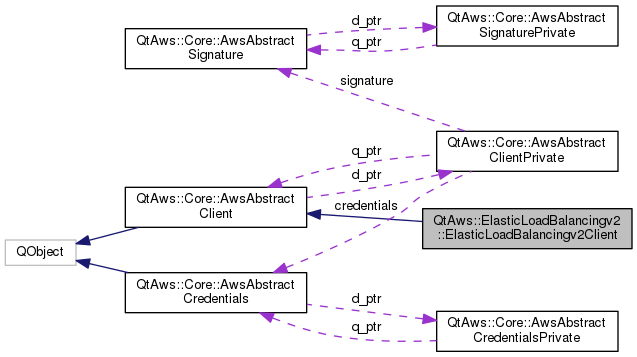 QtAws::Core::AwsAbstract
SignaturePrivate
d_ptr
QtAws::Core::AwsAbstract
Signature
q_ptr
signature
QtAws::Core::AwsAbstract
ClientPrivate
q_ptr
d_ptr
QtAws::Core::AwsAbstract
Client
credentials
QtAws::ElasticLoadBalancingv2
::ElasticLoadBalancingv2Client
QObject
QtAws::Core::AwsAbstract
Credentials
d_ptr
q_ptr
QtAws::Core::AwsAbstract
CredentialsPrivate